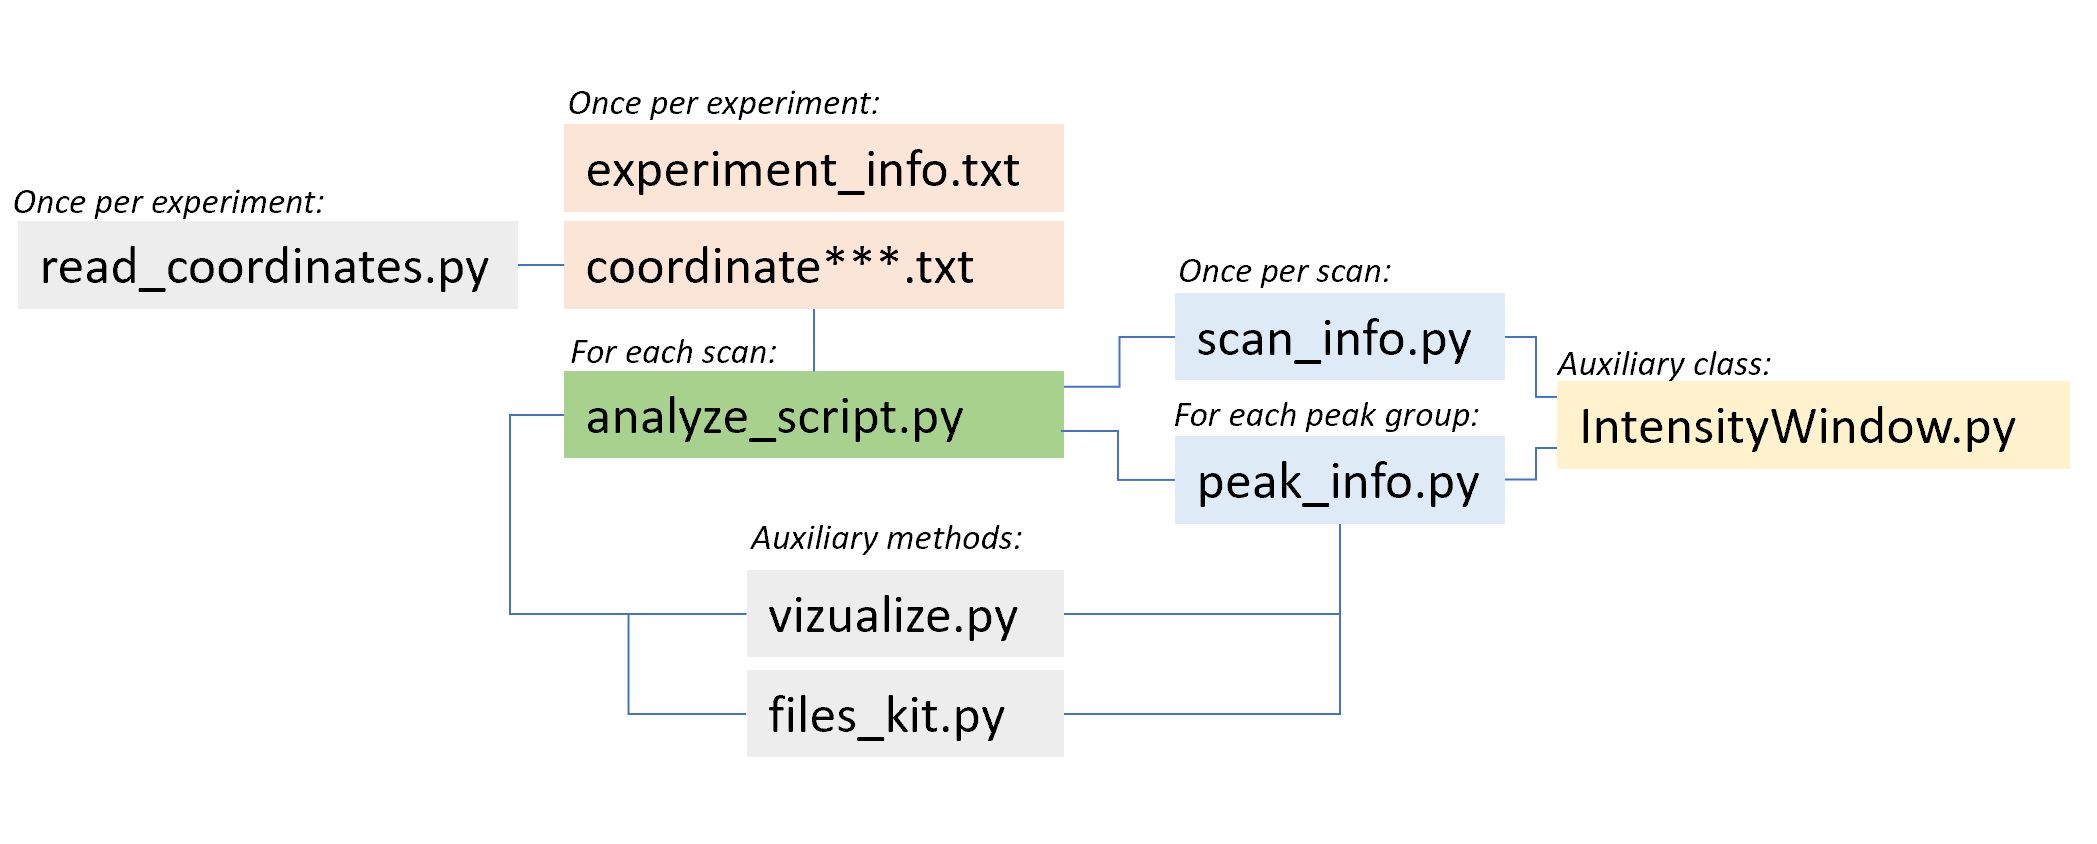 Once per experiment:
experiment_info.txt
Once per experiment:
read_coordinates.py
coordinate***.txt
For each scan:
analyze_script.py
Once per scan:
scan_info.py
For each peak group:
peak_info.py
Auxiliary class:
IntensityWindow.py
Auxiliary methods:
vizualize.py
files_kit.py